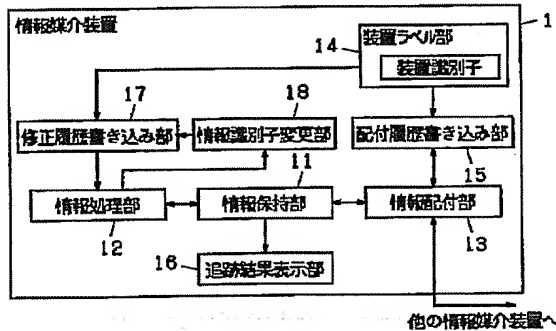 情報媒介装置
1
14
装置ラベル部
装置識別子
17
18
修正履歴書き込み部
情報識別子変更部
配付履歴書き込み部
11
15
情報処理部
情報保持部
情報配付部
12
13
16
追跡結果表示部
他の情報媒介装置へ